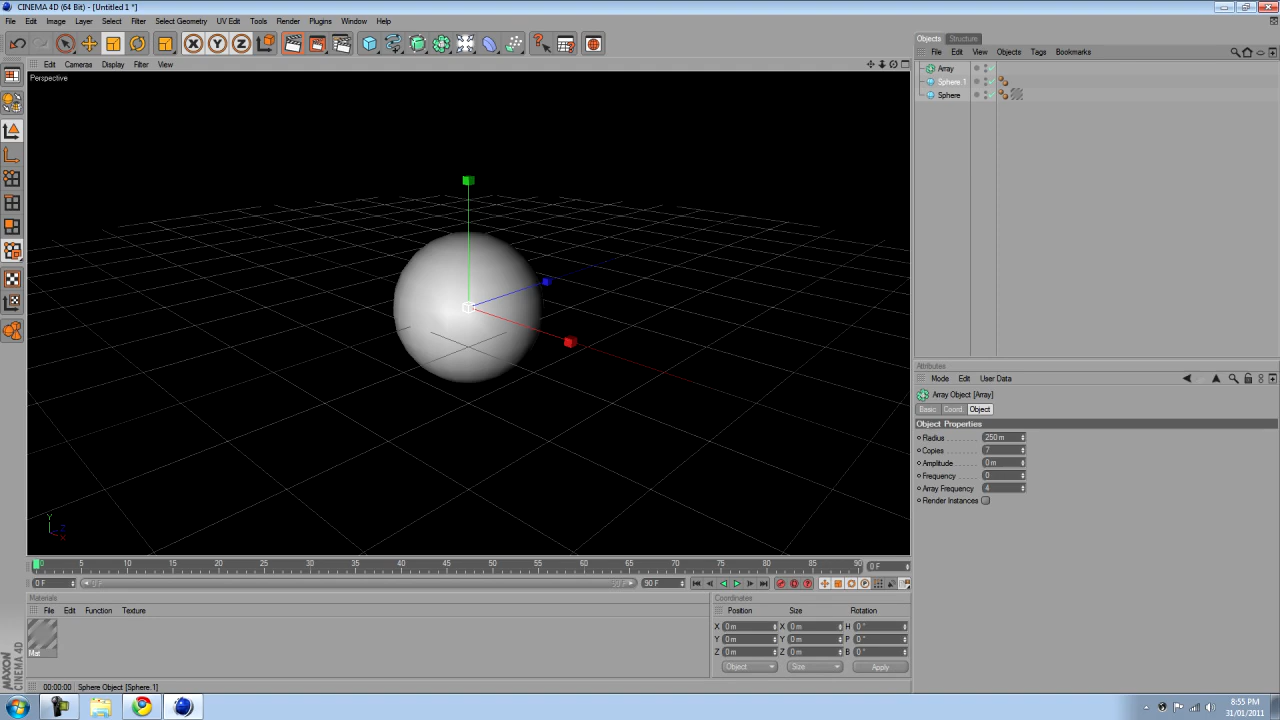 CINEMA 4D (64 Bit) - [Untitled 1 *]
File Edit Image Layer Select Filter Select Geometry UV Edit Tools Render Plugins Window Help
X Y Z
Edit Cameras Display Filter View
Perspective
Y
Z
X
Objects Structure
File Edit View Objects Tags Bookmarks
Array
Sphere 1
Sphere
Attributes
Mode Edit User Data
Array Object [Array]
Basic Coord. Object
Object Properties
Radius 250 m
Copies 7
Amplitude 0 m
Frequency 0
Array Frequency 4
Render Instances
0 5 10 15 20 25 30 35 40 45 50 55 60 65 70 75 80 85 90 0 F
0 F 90 F
Materials
File Edit Function Texture
Mat
Coordinates
Position Size Rotation
X 0 m X 0 m H 0 °
Y 0 m Y 0 m P 0 °
Z 0 m Z 0 m B 0 °
Object Size Apply
MAXON CINEMA 4D
00:00:00 Sphere Object [Sphere.1]
8:55 PM
31/01/2011